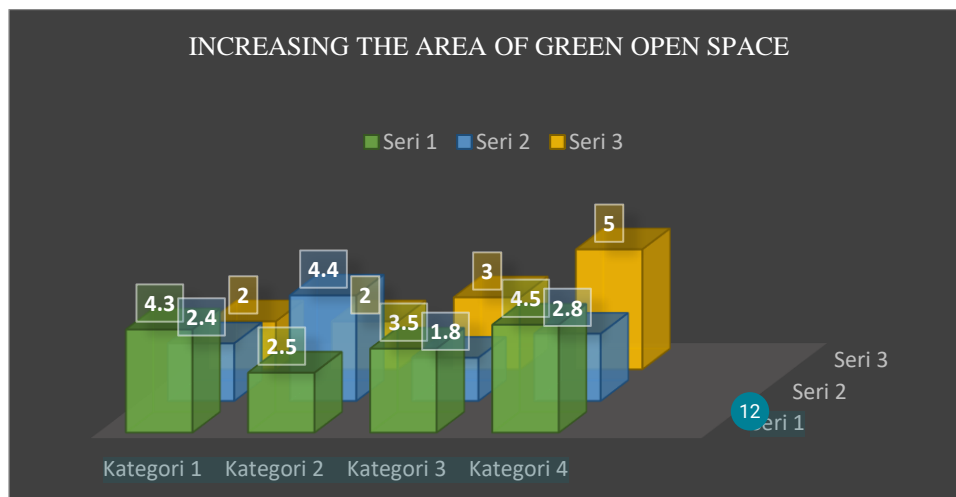 INCREASING THE AREA OF GREEN OPEN SPACE
Seri 1 Seri 2 Seri 3
5
4.4 3
2 2 4.5
4.3 2.4 3.5 1.8 2.8
2.5
Seri 3
Seri 2
12
Seri 1
Kategori 1 Kategori 2 Kategori 3 Kategori 4